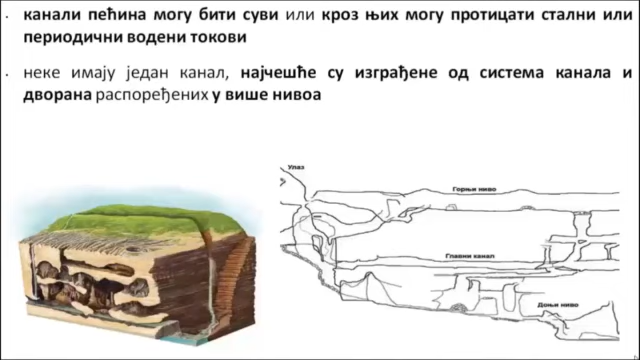 • канали пећина могу бити суви или кроз њих могу протицати стални или
периодични водени токови
• неке имају један канал, најчешће су изграђене од система канала и
дворана распоређених у више нивоа
Улаз
Горњи ниво
Главни канал
Доњи ниво